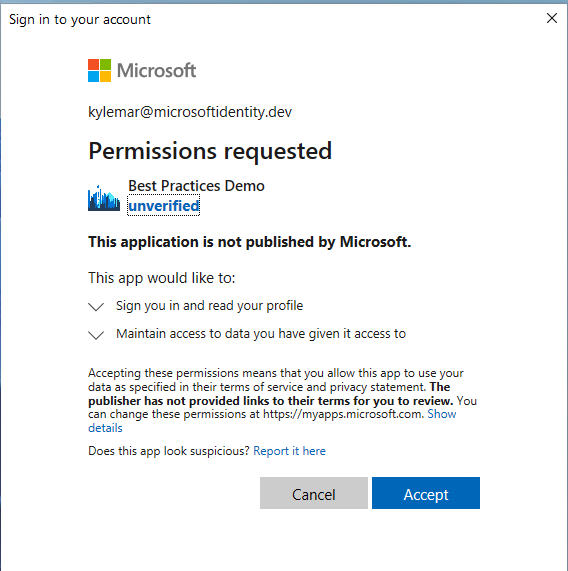 Sign in to your account
Microsoft
kylemar@microsoftidentity.dev
Permissions requested
Best Practices Demo
unverified
This application is not published by Microsoft.
This app would like to:
Sign you in and read your profile
Maintain access to data you have given it access to
Accepting these permissions means that you allow this app to use your
data as specified in their terms of service and privacy statement. The
publisher has not provided links to their terms for you to review. You
can change these permissions at https://myapps.microsoft.com. Show
details
Does this app look suspicious? Report it here
Cancel
Accept